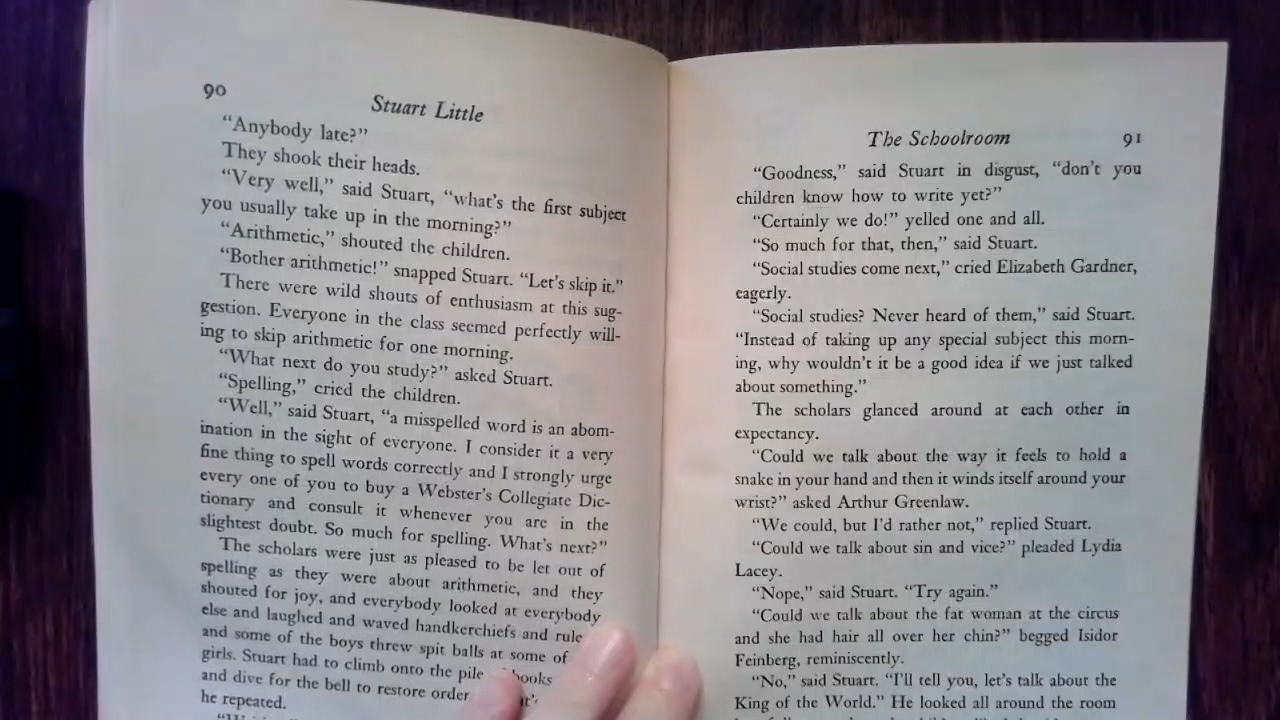 90
Stuart Little
“Anybody late?”
They shook their heads.
“Very well,” said Stuart, “what’s the first subject
you usually take up in the morning?”
“Arithmetic,” shouted the children.
“Bother arithmetic!” snapped Stuart. “Let’s skip it.”
There were wild shouts of enthusiasm at this sug-
gestion. Everyone in the class seemed perfectly will-
ing to skip arithmetic for one morning.
“What next do you study?” asked Stuart.
“Spelling,” cried the children.
“Well,” said Stuart, “a misspelled word is an abom-
ination in the sight of everyone. I consider it a very
fine thing to spell words correctly and I strongly urge
every one of you to buy a Webster’s Collegiate Dic-
tionary and consult it whenever you are in the
slightest doubt. So much for spelling. What’s next?”
The scholars were just as pleased to be let out of
spelling as they were about arithmetic, and they
shouted for joy, and everybody looked at everybody
else and laughed and waved handkerchiefs and rule
and some of the boys threw spit balls at some of
girls. Stuart had to climb onto the pile books
and dive for the bell to restore order
he repeated.
The Schoolroom
91
“Goodness,” said Stuart in disgust, “don’t you
children know how to write yet?”
“Certainly we do!” yelled one and all.
“So much for that, then,” said Stuart.
“Social studies come next,” cried Elizabeth Gardner,
eagerly.
“Social studies? Never heard of them,” said Stuart.
“Instead of taking up any special subject this morn-
ing, why wouldn’t it be a good idea if we just talked
about something.”
The scholars glanced around at each other in
expectancy.
“Could we talk about the way it feels to hold a
snake in your hand and then it winds itself around your
wrist?” asked Arthur Greenlaw.
“We could, but I’d rather not,” replied Stuart.
“Could we talk about sin and vice?” pleaded Lydia
Lacey.
“Nope,” said Stuart. “Try again.”
“Could we talk about the fat woman at the circus
and she had hair all over her chin?” begged Isidor
Feinberg, reminiscently.
“No,” said Stuart. “I’ll tell you, let’s talk about the
King of the World.” He looked all around the room